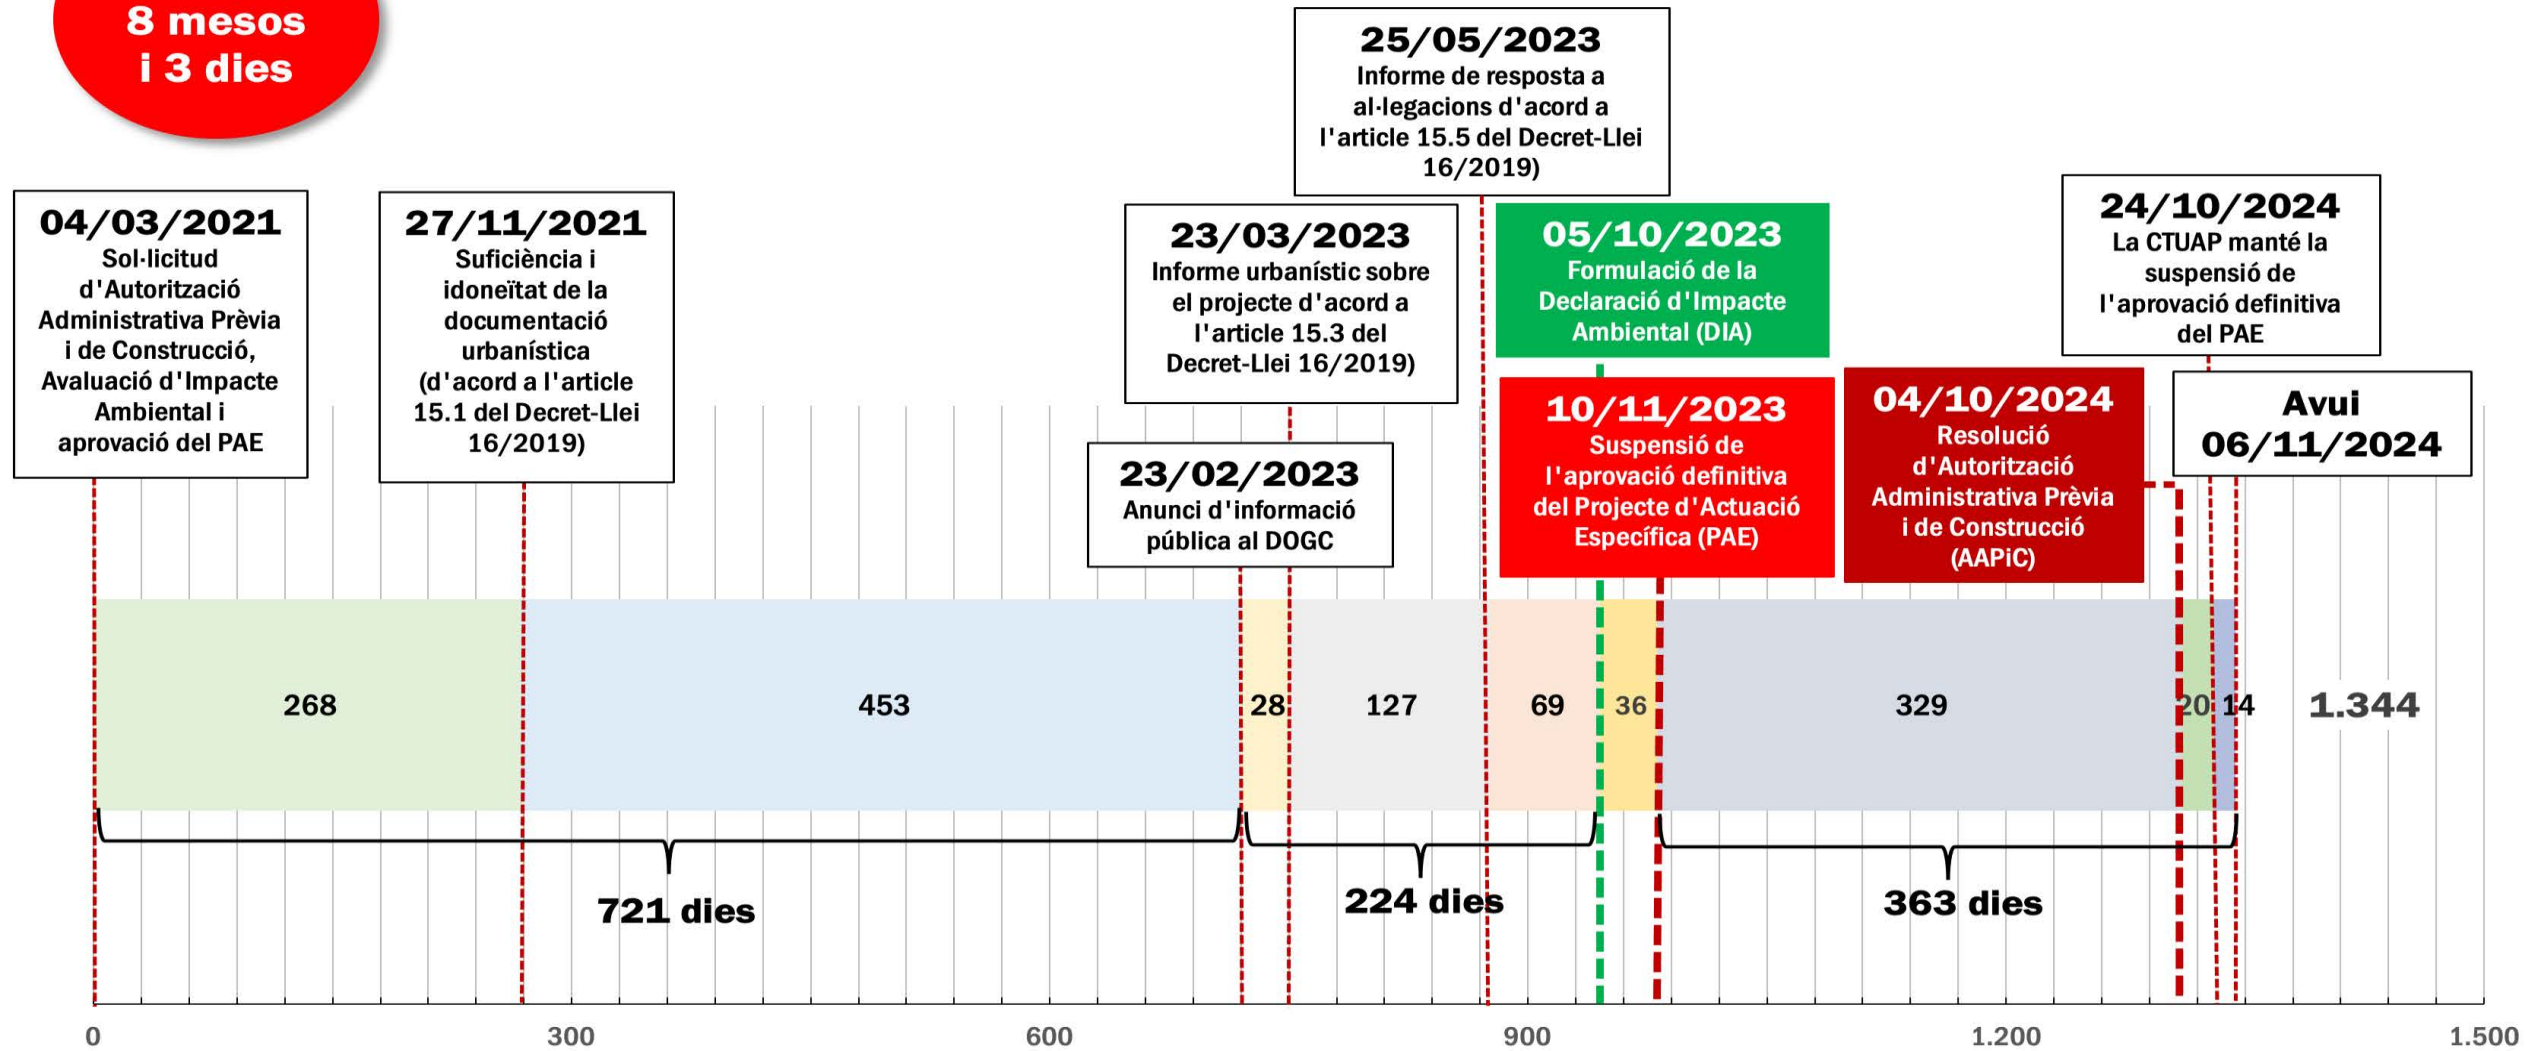 8 mesos
i 3 dies
25/05/2023
Informe de resposta a
al·legacions d'acord a
l'article 15.5 del Decret-Llei
16/2019)
04/03/2021
Sol·licitud
d'Autorització
Administrativa Prèvia
i de Construcció,
Avaluació d'Impacte
Ambiental i
aprovació del PAE
27/11/2021
Suficiència i
idoneïtat de la
documentació
urbanística
(d'acord a l'article
15.1 del Decret-Llei
16/2019)
23/03/2023
Informe urbanístic sobre
el projecte d'acord a
l'article 15.3 del
Decret-Llei 16/2019)
23/02/2023
Anunci d'informació
pública al DOGC
05/10/2023
Formulació de la
Declaració d'Impacte
Ambiental (DIA)
10/11/2023
Suspensió de
l'aprovació definitiva
del Projecte d'Actuació
Específica (PAE)
04/10/2024
Resolució
d'Autorització
Administrativa Prèvia
i de Construcció
(AAPiC)
24/10/2024
La CTUAP manté la
suspensió de
l'aprovació definitiva
del PAE
Avui
06/11/2024
268 453 28 127 69 36 329 20 14 1.344
721 dies 224 dies 363 dies
0 300 600 900 1.200 1.500